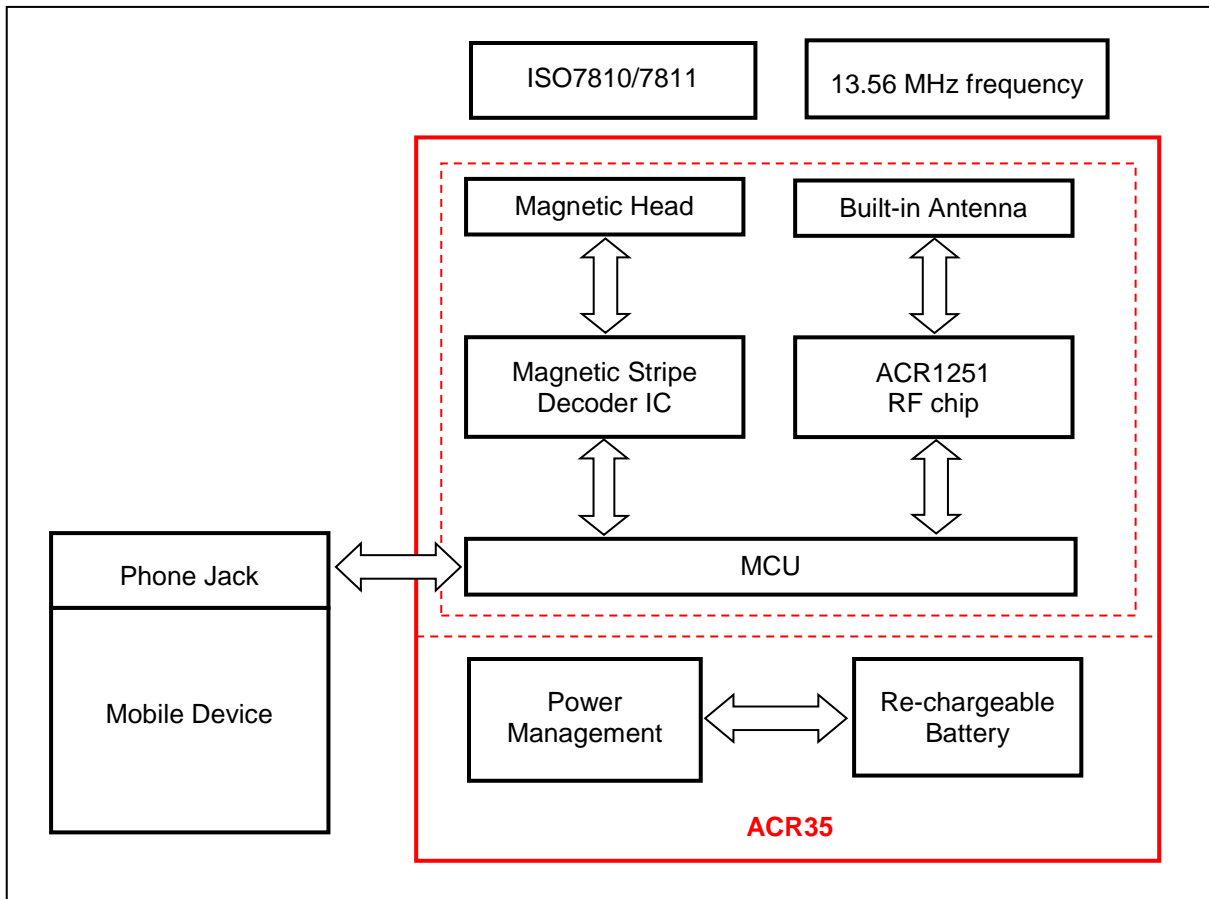 ISO7810/7811
13.56 MHz frequency
Magnetic Head
Built-in Antenna
Magnetic Stripe
Decoder IC
ACR1251
RF chip
Phone Jack
MCU
Mobile Device
Power
Management
Re-chargeable
Battery
ACR35